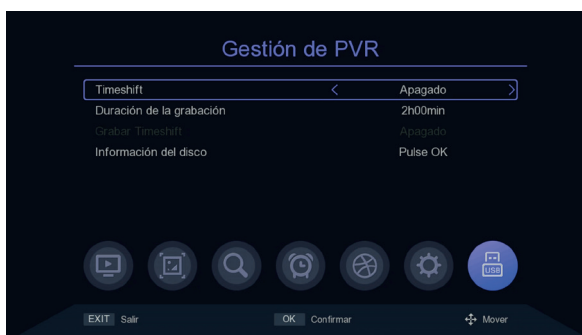 Gestión de PVR
Timeshift < Apagado >
Duración de la grabación 2h00min
Grabar Timeshift Apagado
Información del disco Pulse OK
USB
EXIT Salir OK Confirmar Mover